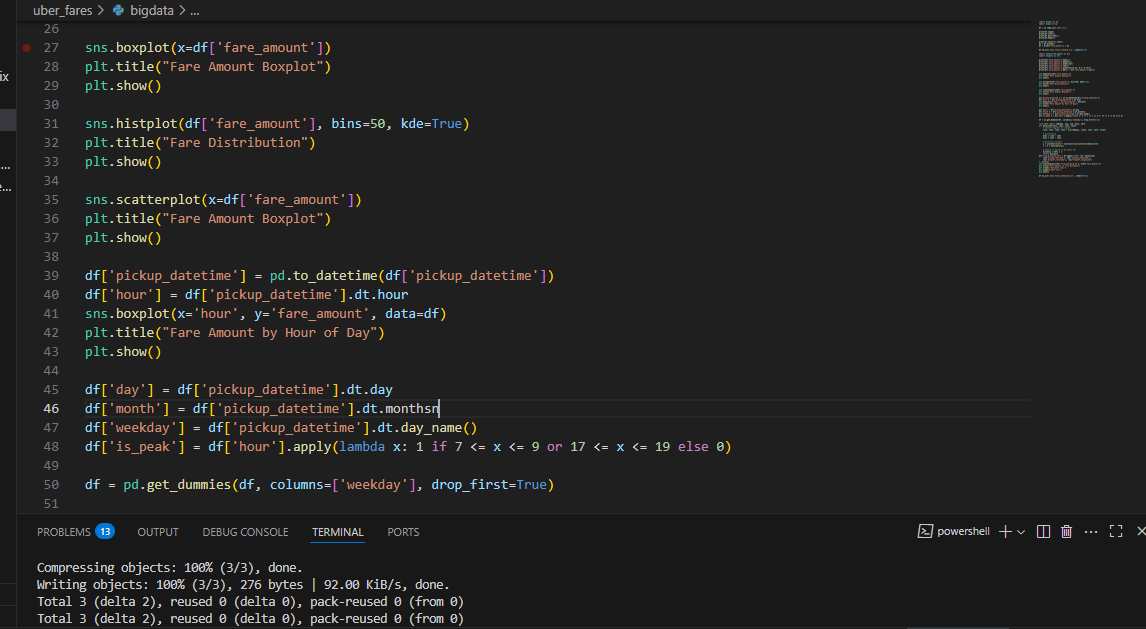 uber_fares > bigdata > ...
ix
...
e...
26
27 sns.boxplot(x=df['fare_amount'])
28 plt.title("Fare Amount Boxplot")
29 plt.show()
30
31 sns.histplot(df['fare_amount'], bins=50, kde=True)
32 plt.title("Fare Distribution")
33 plt.show()
34
35 sns.scatterplot(x=df['fare_amount'])
36 plt.title("Fare Amount Boxplot")
37 plt.show()
38
39 df['pickup_datetime'] = pd.to_datetime(df['pickup_datetime'])
40 df['hour'] = df['pickup_datetime'].dt.hour
41 sns.boxplot(x='hour', y='fare_amount', data=df)
42 plt.title("Fare Amount by Hour of Day")
43 plt.show()
44
45 df['day'] = df['pickup_datetime'].dt.day
46 df['month'] = df['pickup_datetime'].dt.monthsn
47 df['weekday'] = df['pickup_datetime'].dt.day_name()
48 df['is_peak'] = df['hour'].apply(lambda x: 1 if 7 <= x <= 9 or 17 <= x <= 19 else 0)
49
50 df = pd.get_dummies(df, columns=['weekday'], drop_first=True)
51
PROBLEMS 13 OUTPUT DEBUG CONSOLE TERMINAL PORTS powershell
Compressing objects: 100% (3/3), done.
Writing objects: 100% (3/3), 276 bytes | 92.00 KiB/s, done.
Total 3 (delta 2), reused 0 (delta 0), pack-reused 0 (from 0)
Total 3 (delta 2), reused 0 (delta 0), pack-reused 0 (from 0)